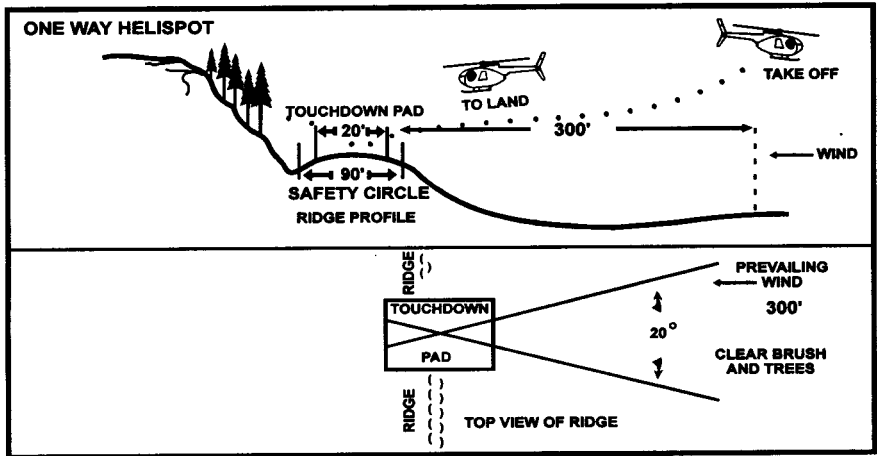 ONE WAY HELISPOT
TAKE OFF
TO LAND
TOUCHDOWN PAD
20'
300'
WIND
90'
SAFETY CIRCLE
RIDGE PROFILE
RIDGE
PREVAILING
WIND
300'
TOUCHDOWN
PAD
20°
CLEAR BRUSH
AND TREES
RIDGE
TOP VIEW OF RIDGE